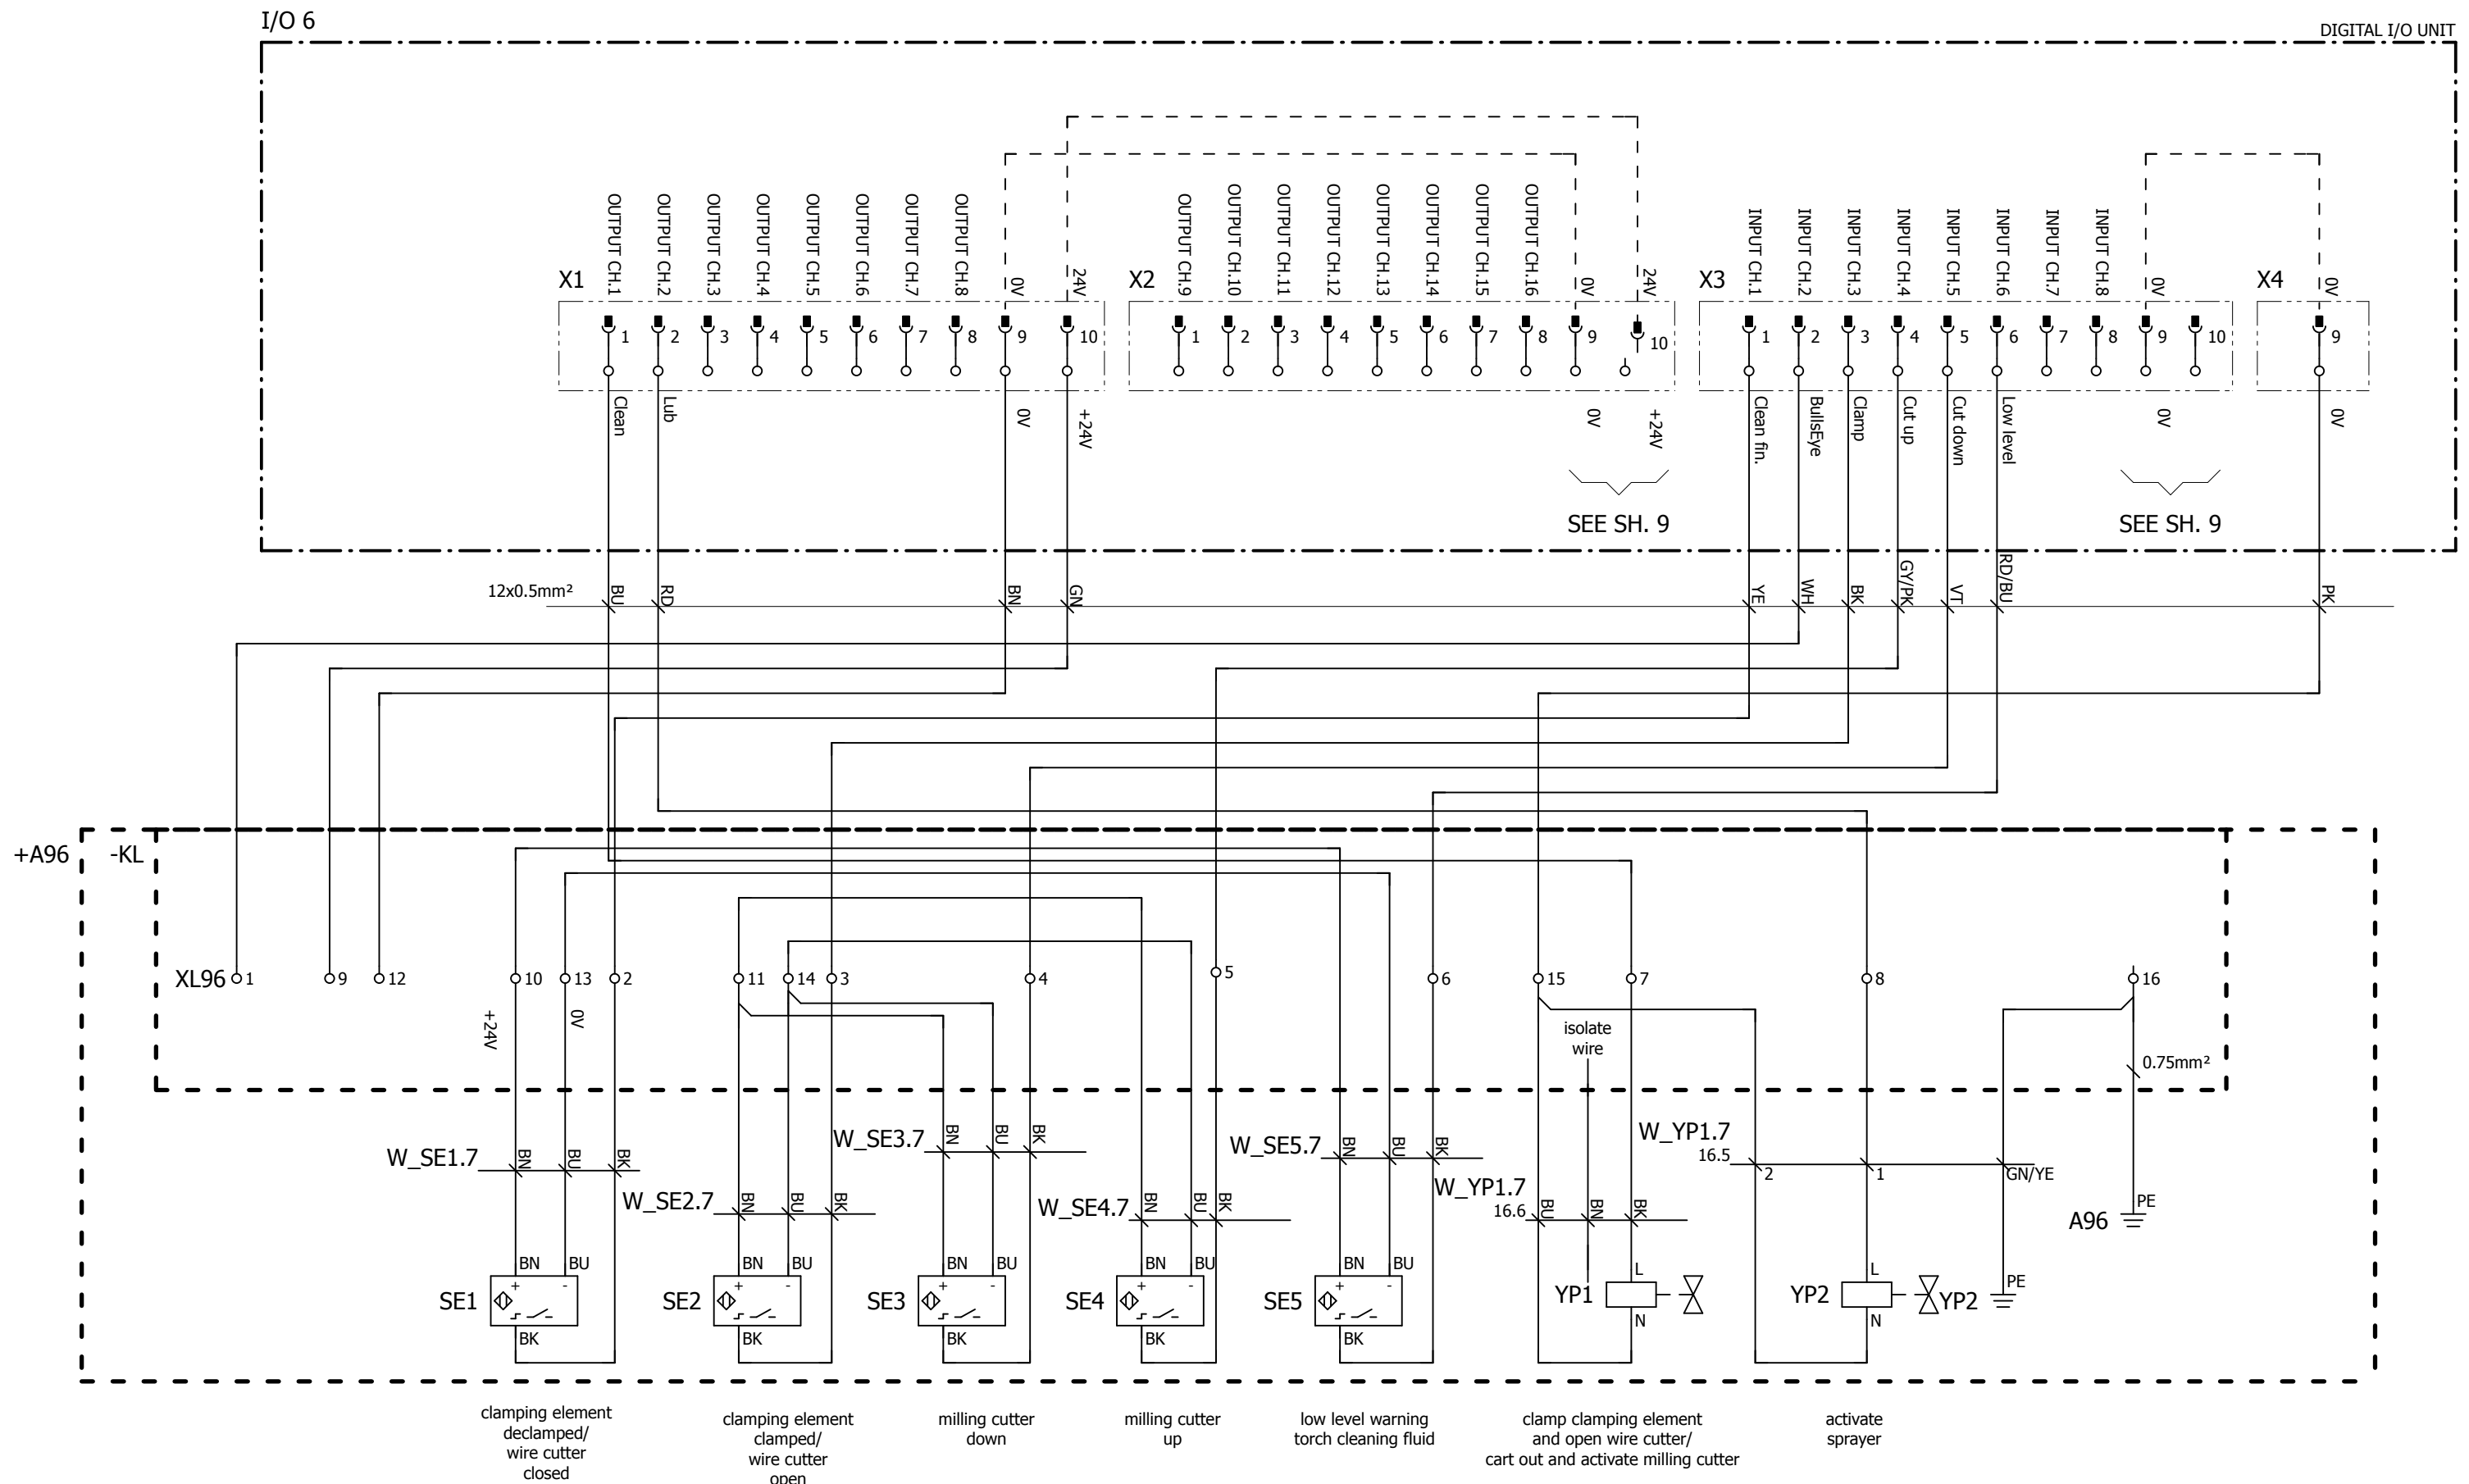 I/O 6
DIGITAL I/O UNIT
OUTPUT CH.1
OUTPUT CH.2
OUTPUT CH.3
OUTPUT CH.4
OUTPUT CH.5
OUTPUT CH.6
OUTPUT CH.7
OUTPUT CH.8
0V
24V
OUTPUT CH.9
OUTPUT CH.10
OUTPUT CH.11
OUTPUT CH.12
OUTPUT CH.13
OUTPUT CH.14
OUTPUT CH.15
OUTPUT CH.16
0V
24V
INPUT CH.1
INPUT CH.2
INPUT CH.3
INPUT CH.4
INPUT CH.5
INPUT CH.6
INPUT CH.7
INPUT CH.8
0V
0V
X1
X2
X3
X4
1 2 3 4 5 6 7 8 9 10
1 2 3 4 5 6 7 8 9 10
1 2 3 4 5 6 7 8 9 10
9
Clean
Lub
0V
+24V
0V
+24V
Clean fin.
BullsEye
Clamp
Cut up
Cut down
Low level
0V
0V
SEE SH. 9
SEE SH. 9
12x0.5mm²
BU
RD
BN
GN
YE
WH
BK
GY/PK
VT
RD/BU
PK
+A96
-KL
XL96
1 9 12 10 13 2 11 14 3 4 5 6 15 7 8 16
+24V
0V
isolate
wire
0.75mm²
W_SE1.7
BN BU BK
W_SE2.7
BN BU BK
W_SE3.7
BN BU BK
W_SE4.7
BN BU BK
W_SE5.7
BN BU BK
W_YP1.7
16.6
BU BN BK
W_YP1.7
16.5
2 1 GN/YE
A96
PE
SE1
BN BU
+ -
BK
SE2
BN BU
+ -
BK
SE3
BN BU
+ -
BK
SE4
BN BU
+ -
BK
SE5
BN BU
+ -
BK
YP1
L
N
YP2
L
N
YP2
PE
clamping element
declamped/
wire cutter
closed
clamping element
clamped/
wire cutter
open
milling cutter
down
milling cutter
up
low level warning
torch cleaning fluid
clamp clamping element
and open wire cutter/
cart out and activate milling cutter
activate
sprayer